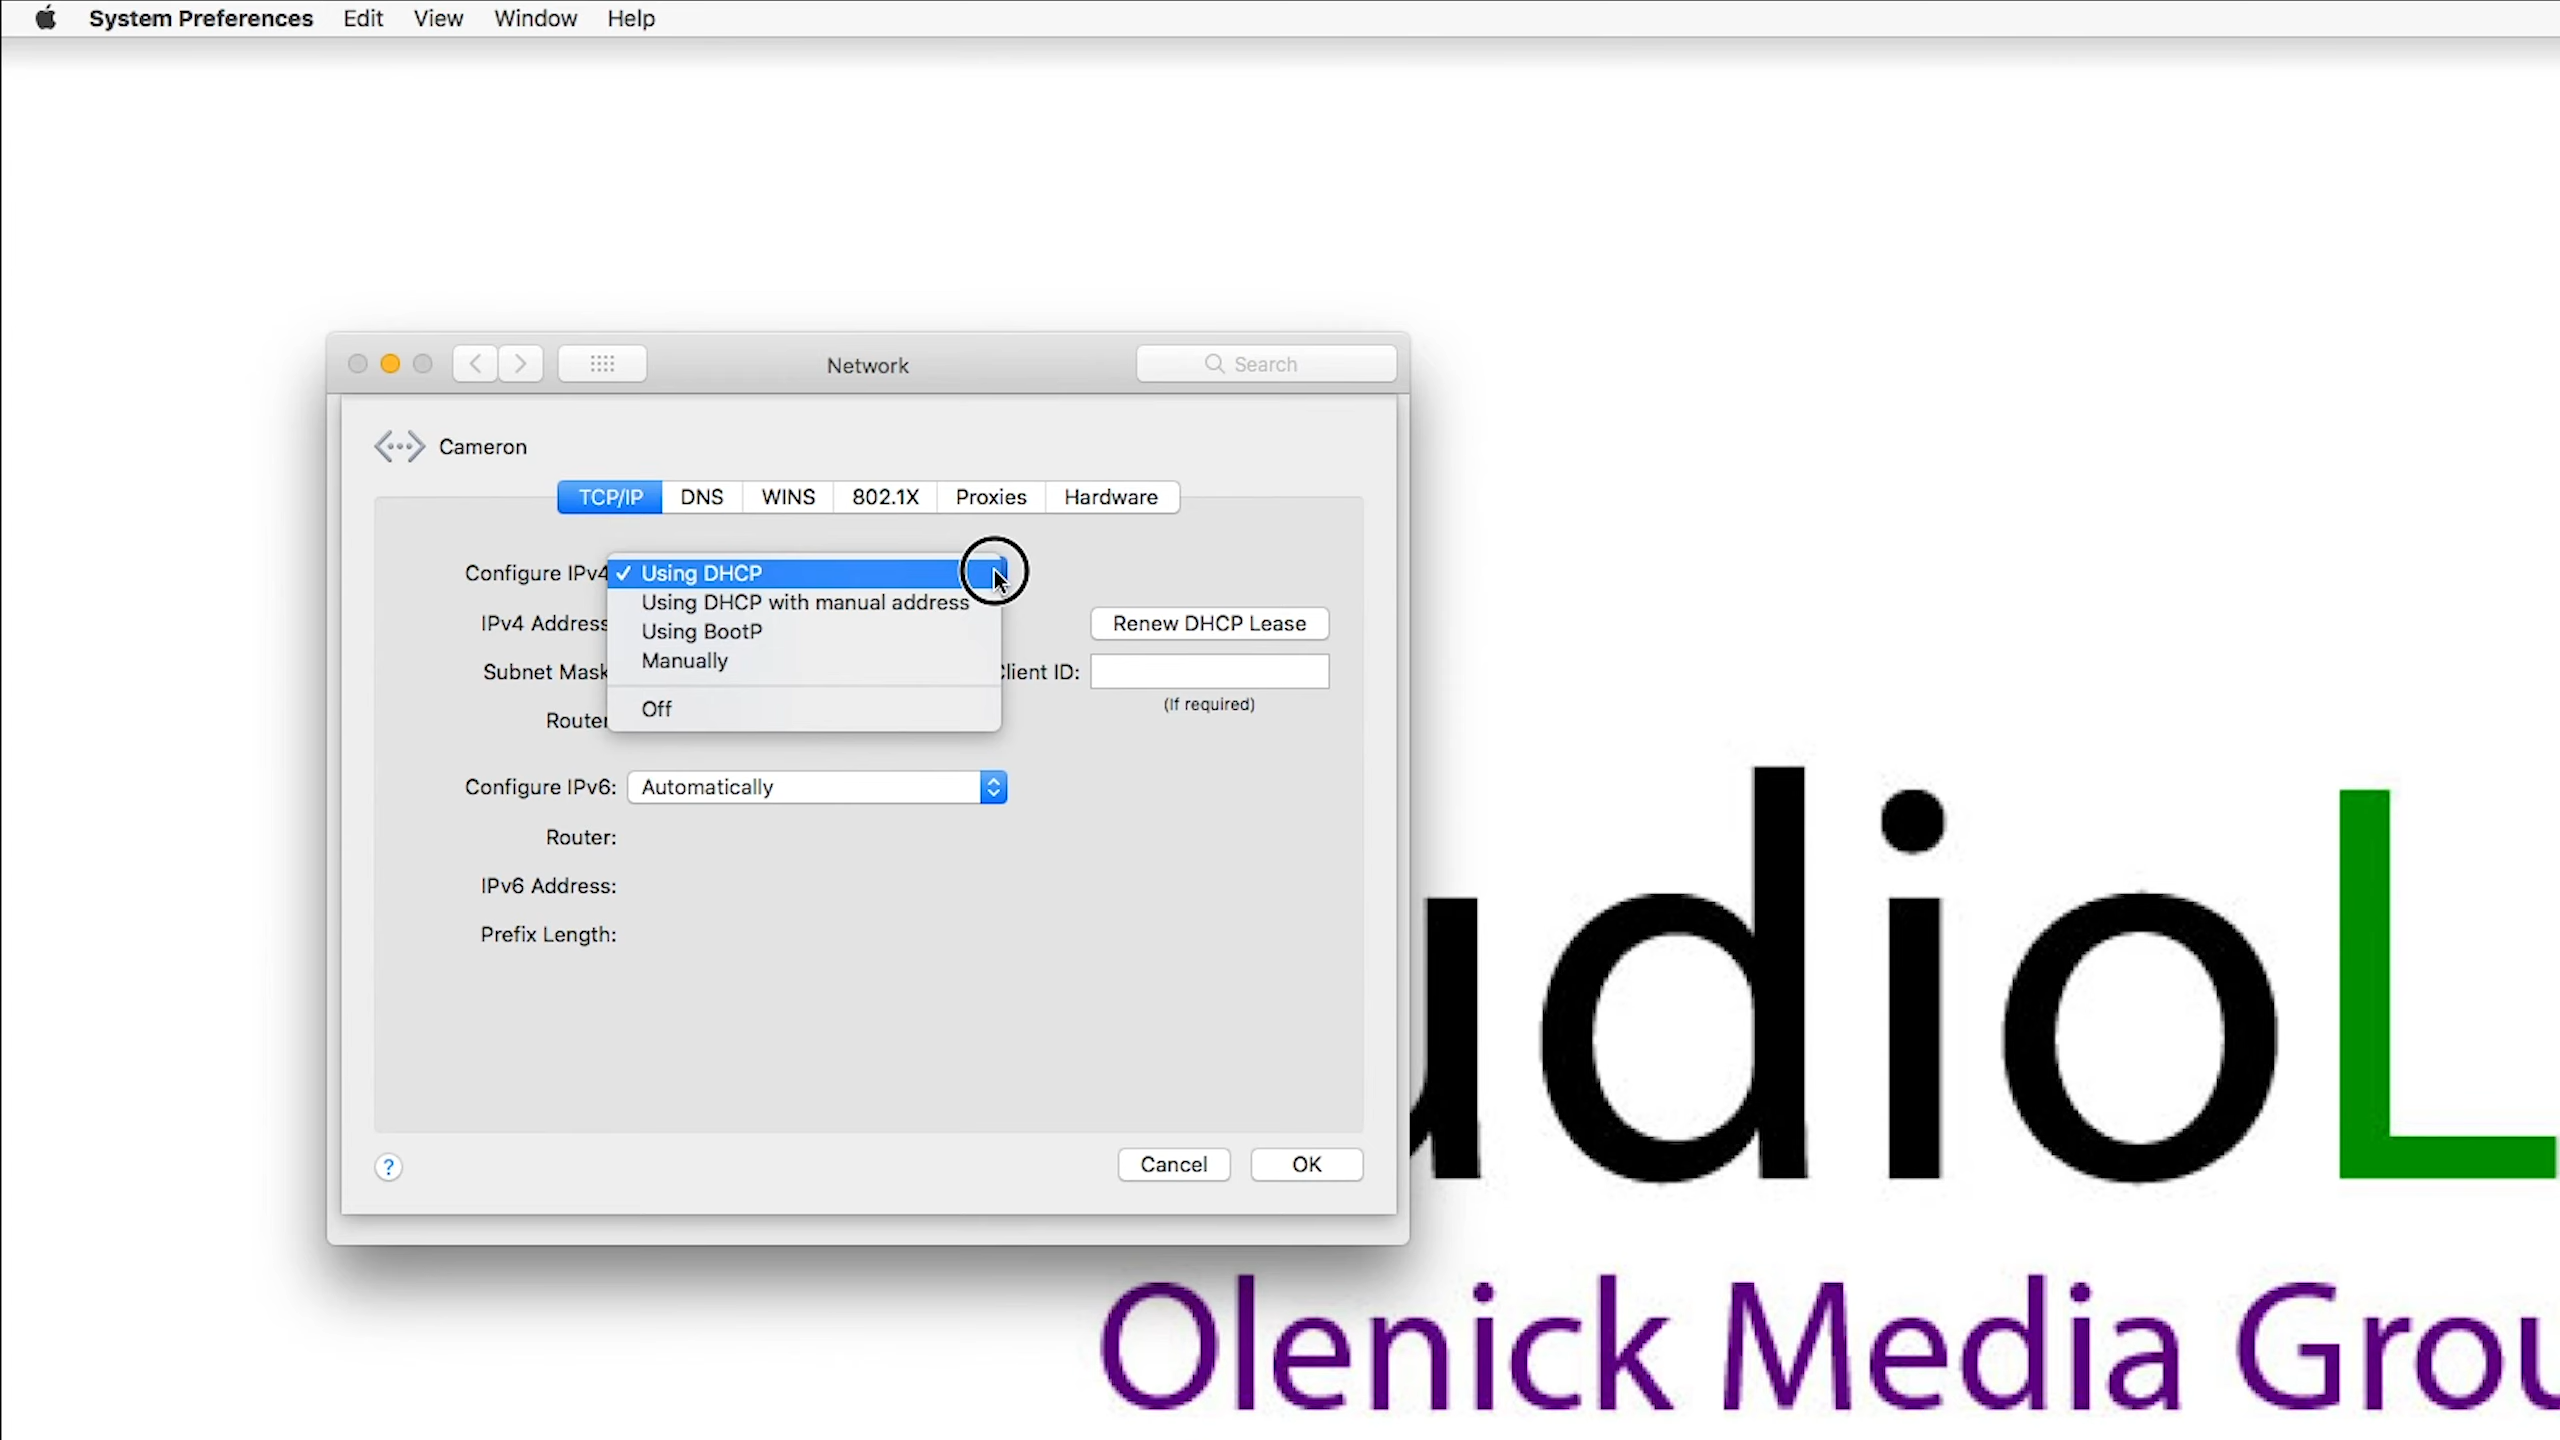 System Preferences Edit View Window Help
Network
Search
Cameron
TCP/IP DNS WINS 802.1X Proxies Hardware
Configure IPv4
✓ Using DHCP
Using DHCP with manual address
Using BootP
Manually
Off
IPv4 Address
Renew DHCP Lease
Subnet Mask
Client ID:
(If required)
Router
Configure IPv6: Automatically
Router:
IPv6 Address:
Prefix Length:
? Cancel OK
udioL
Olenick Media Grou